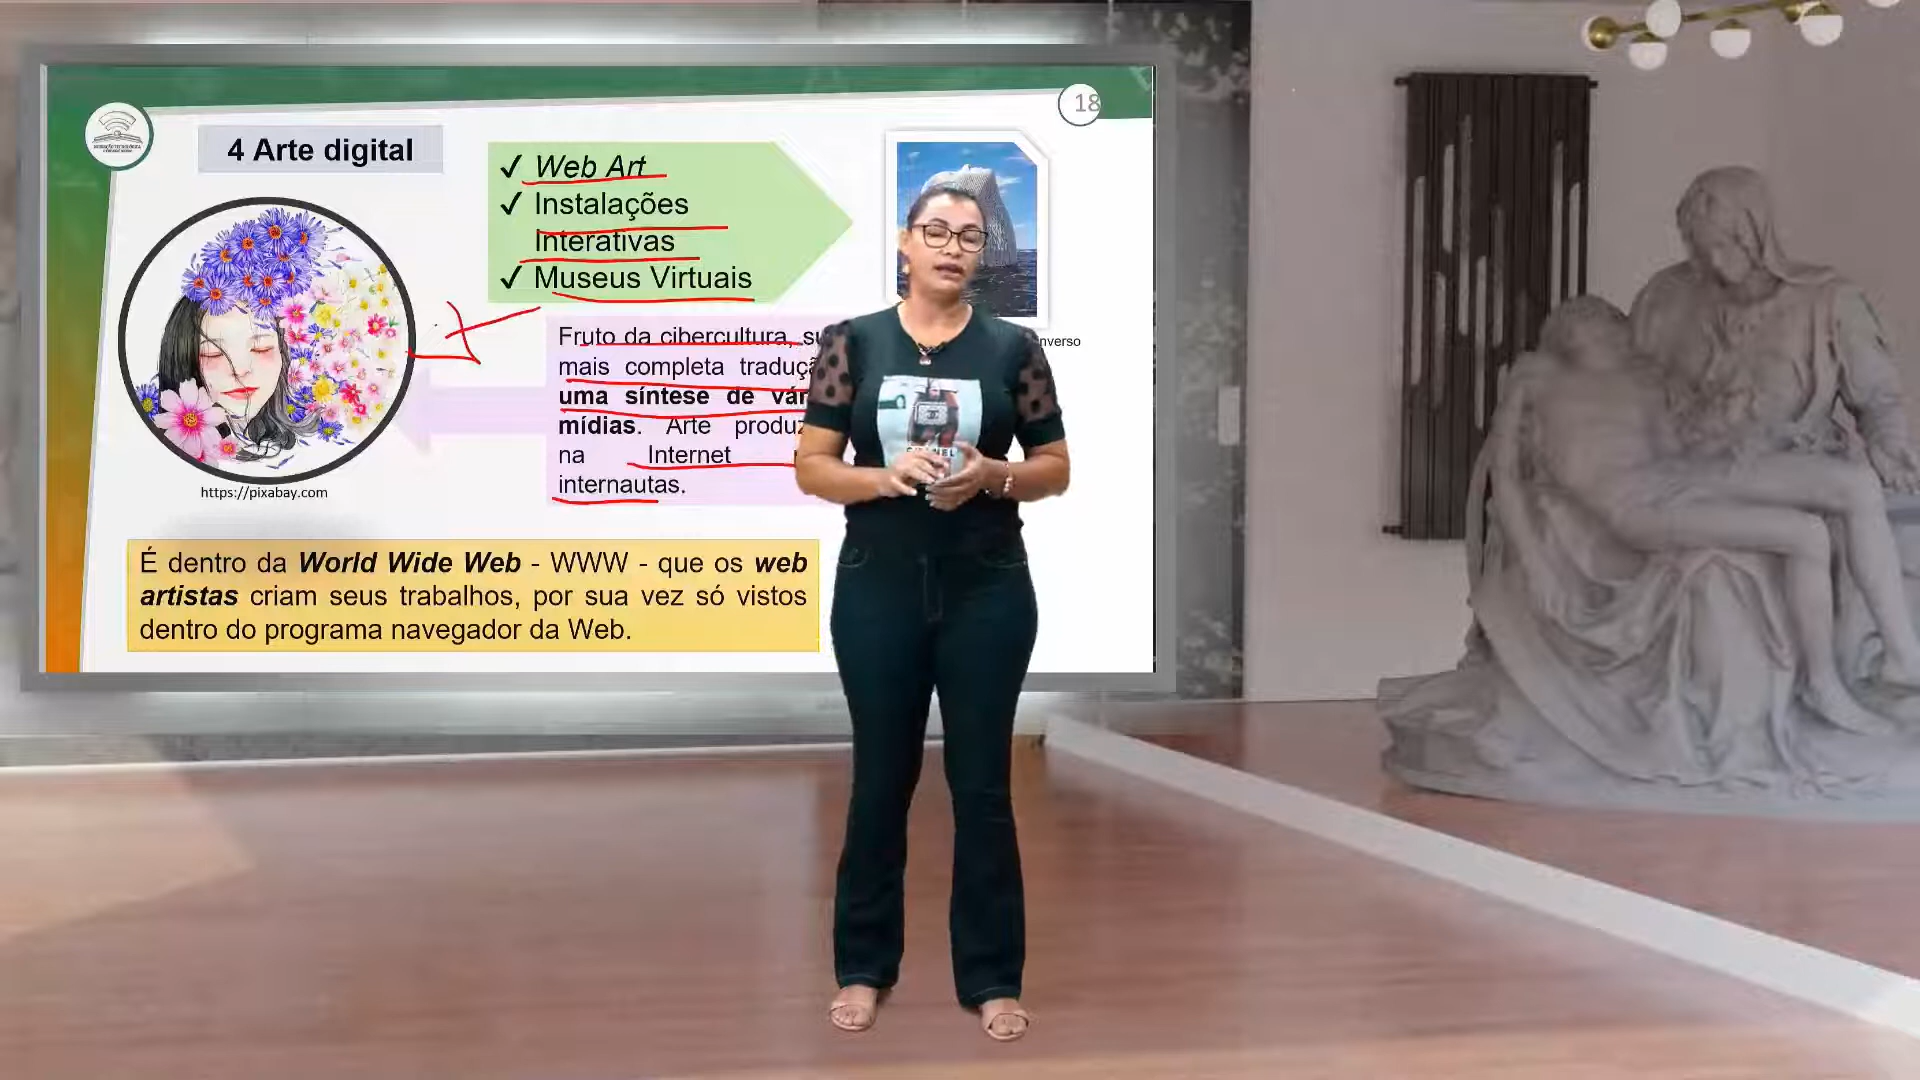 18
4 Arte digital
✓ Web Art
✓ Instalações
Interativas
✓ Museus Virtuais
nverso
Fruto da cibercultura, su
mais completa traduçã
uma síntese de vár
mídias. Arte produz
na Internet
internautas.
https://pixabay.com
É dentro da World Wide Web - WWW - que os web
artistas criam seus trabalhos, por sua vez só vistos
dentro do programa navegador da Web.